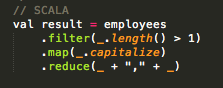 // SCALA
val result = employees
.filter(_.length() > 1)
.map(_.capitalize)
.reduce(_ + "," + _)